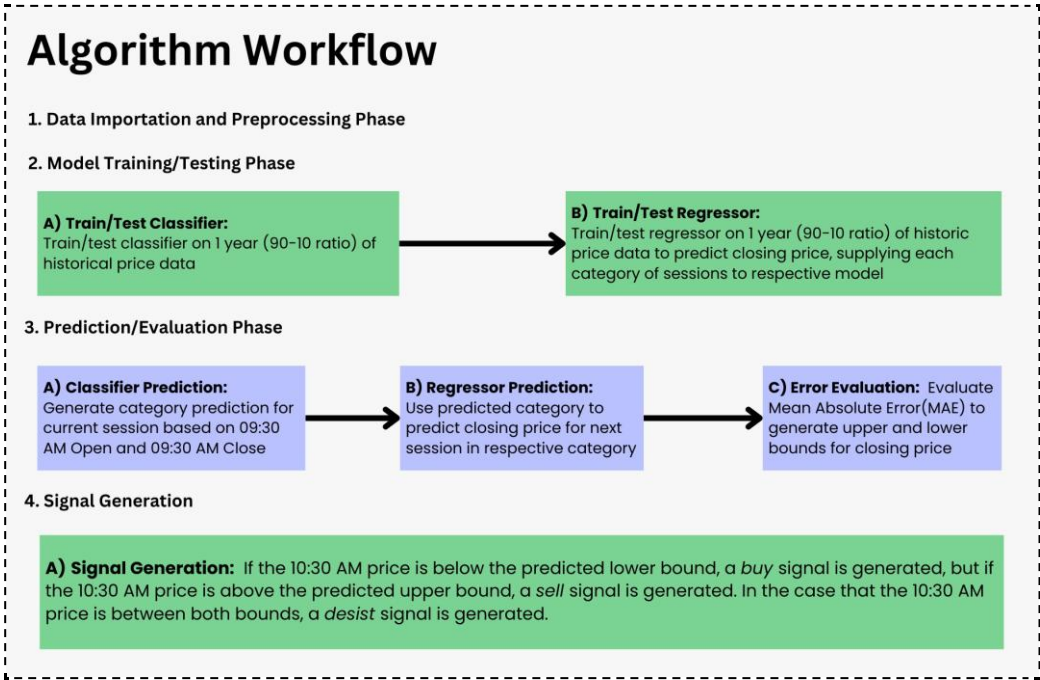 Algorithm Workflow
1. Data Importation and Preprocessing Phase
2. Model Training/Testing Phase
A) Train/Test Classifier:
Train/test classifier on 1 year (90-10 ratio) of
historical price data
B) Train/Test Regressor:
Train/test regressor on 1 year (90-10 ratio) of historic
price data to predict closing price, supplying each
category of sessions to respective model
3. Prediction/Evaluation Phase
A) Classifier Prediction:
Generate category prediction for
current session based on 09:30
AM Open and 09:30 AM Close
B) Regressor Prediction:
Use predicted category to
predict closing price for next
session in respective category
C) Error Evaluation: Evaluate
Mean Absolute Error(MAE) to
generate upper and lower
bounds for closing price
4. Signal Generation
A) Signal Generation: If the 10:30 AM price is below the predicted lower bound, a buy signal is generated, but if
the 10:30 AM price is above the predicted upper bound, a sell signal is generated. In the case that the 10:30 AM
price is between both bounds, a desist signal is generated.